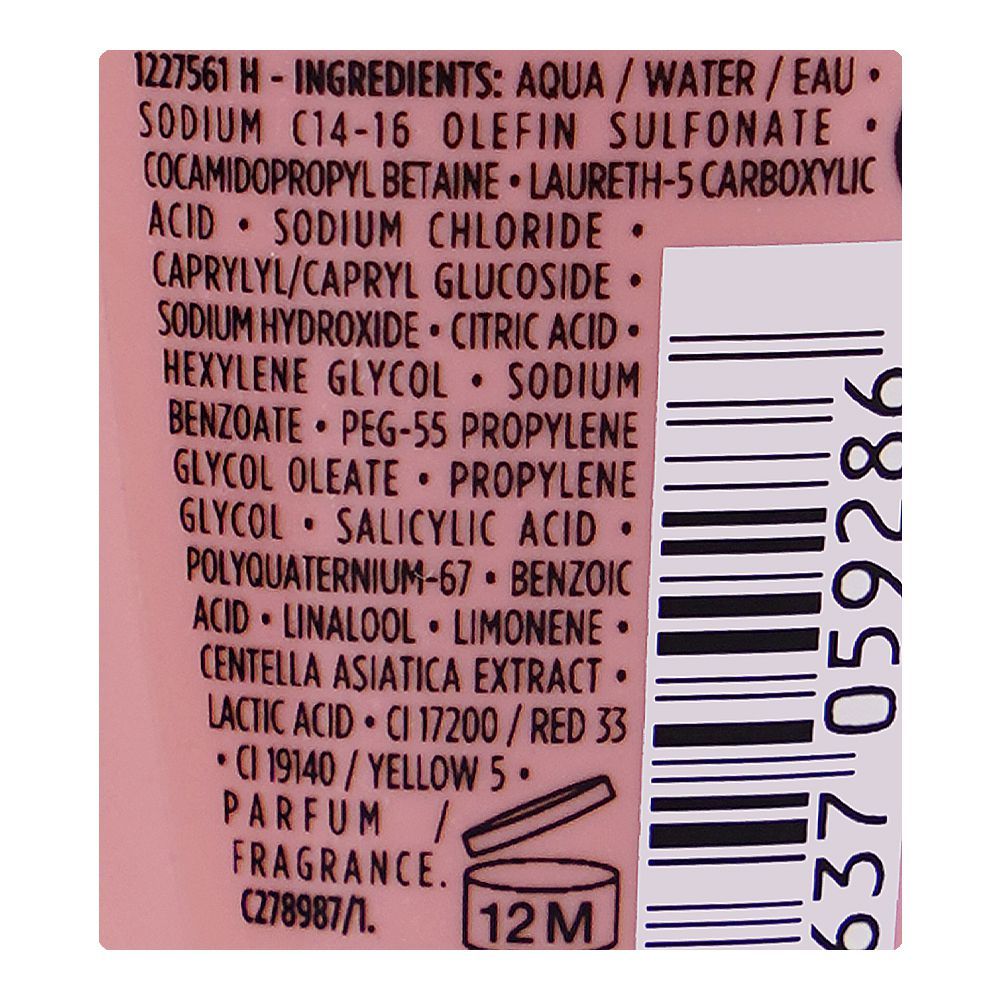 1227561 H - INGREDIENTS: AQUA / WATER / EAU •
SODIUM C14-16 OLEFIN SULFONATE •
COCAMIDOPROPYL BETAINE • LAURETH-5 CARBOXYLIC
ACID • SODIUM CHLORIDE •
CAPRYLYL/CAPRYL GLUCOSIDE •
SODIUM HYDROXIDE • CITRIC ACID •
HEXYLENE GLYCOL • SODIUM
BENZOATE • PEG-55 PROPYLENE
GLYCOL OLEATE • PROPYLENE
GLYCOL • SALICYLIC ACID •
POLYQUATERNIUM-67 • BENZOIC
ACID • LINALOOL • LIMONENE •
CENTELLA ASIATICA EXTRACT •
LACTIC ACID • CI 17200 / RED 33
• CI 19140 / YELLOW 5 •
PARFUM /
FRAGRANCE.
C278987/1.
12 M
637 059286